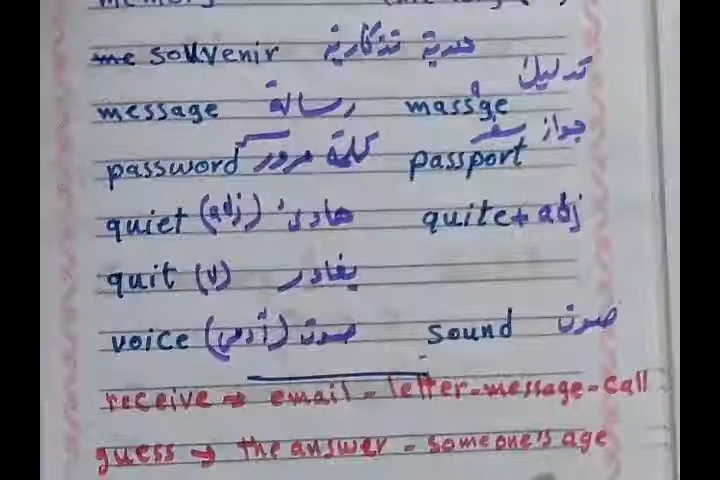 souvenir هدية تذكارية
message رسالة massage تدليك
password كلمة مرور passport جواز سفر
quiet (adj) هادئ quite + adj
quit (v) يغادر
voice صوت (آدمي) sound صوت
receive → email - letter - message - call
guess → the answer - someone's age